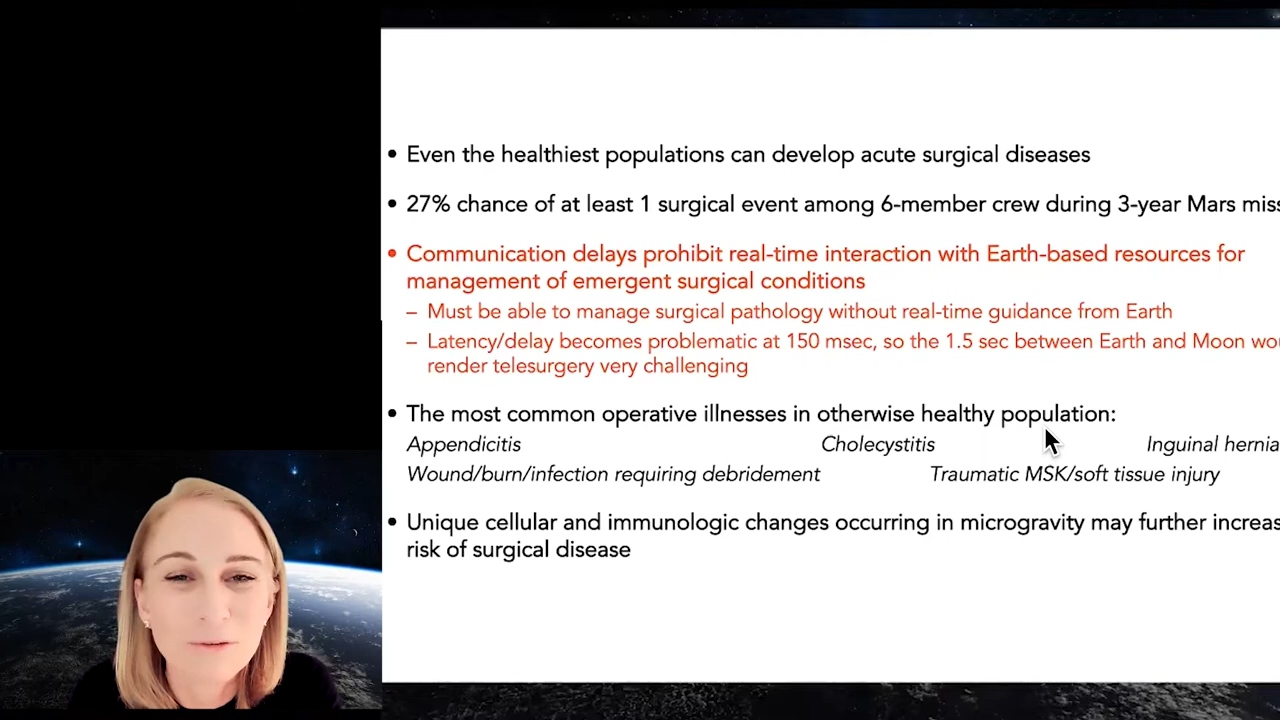 • Even the healthiest populations can develop acute surgical diseases
• 27% chance of at least 1 surgical event among 6-member crew during 3-year Mars miss
• Communication delays prohibit real-time interaction with Earth-based resources for
management of emergent surgical conditions
– Must be able to manage surgical pathology without real-time guidance from Earth
– Latency/delay becomes problematic at 150 msec, so the 1.5 sec between Earth and Moon wou
render telesurgery very challenging
• The most common operative illnesses in otherwise healthy population:
Appendicitis Cholecystitis Inguinal hernia
Wound/burn/infection requiring debridement Traumatic MSK/soft tissue injury
• Unique cellular and immunologic changes occurring in microgravity may further increas
risk of surgical disease